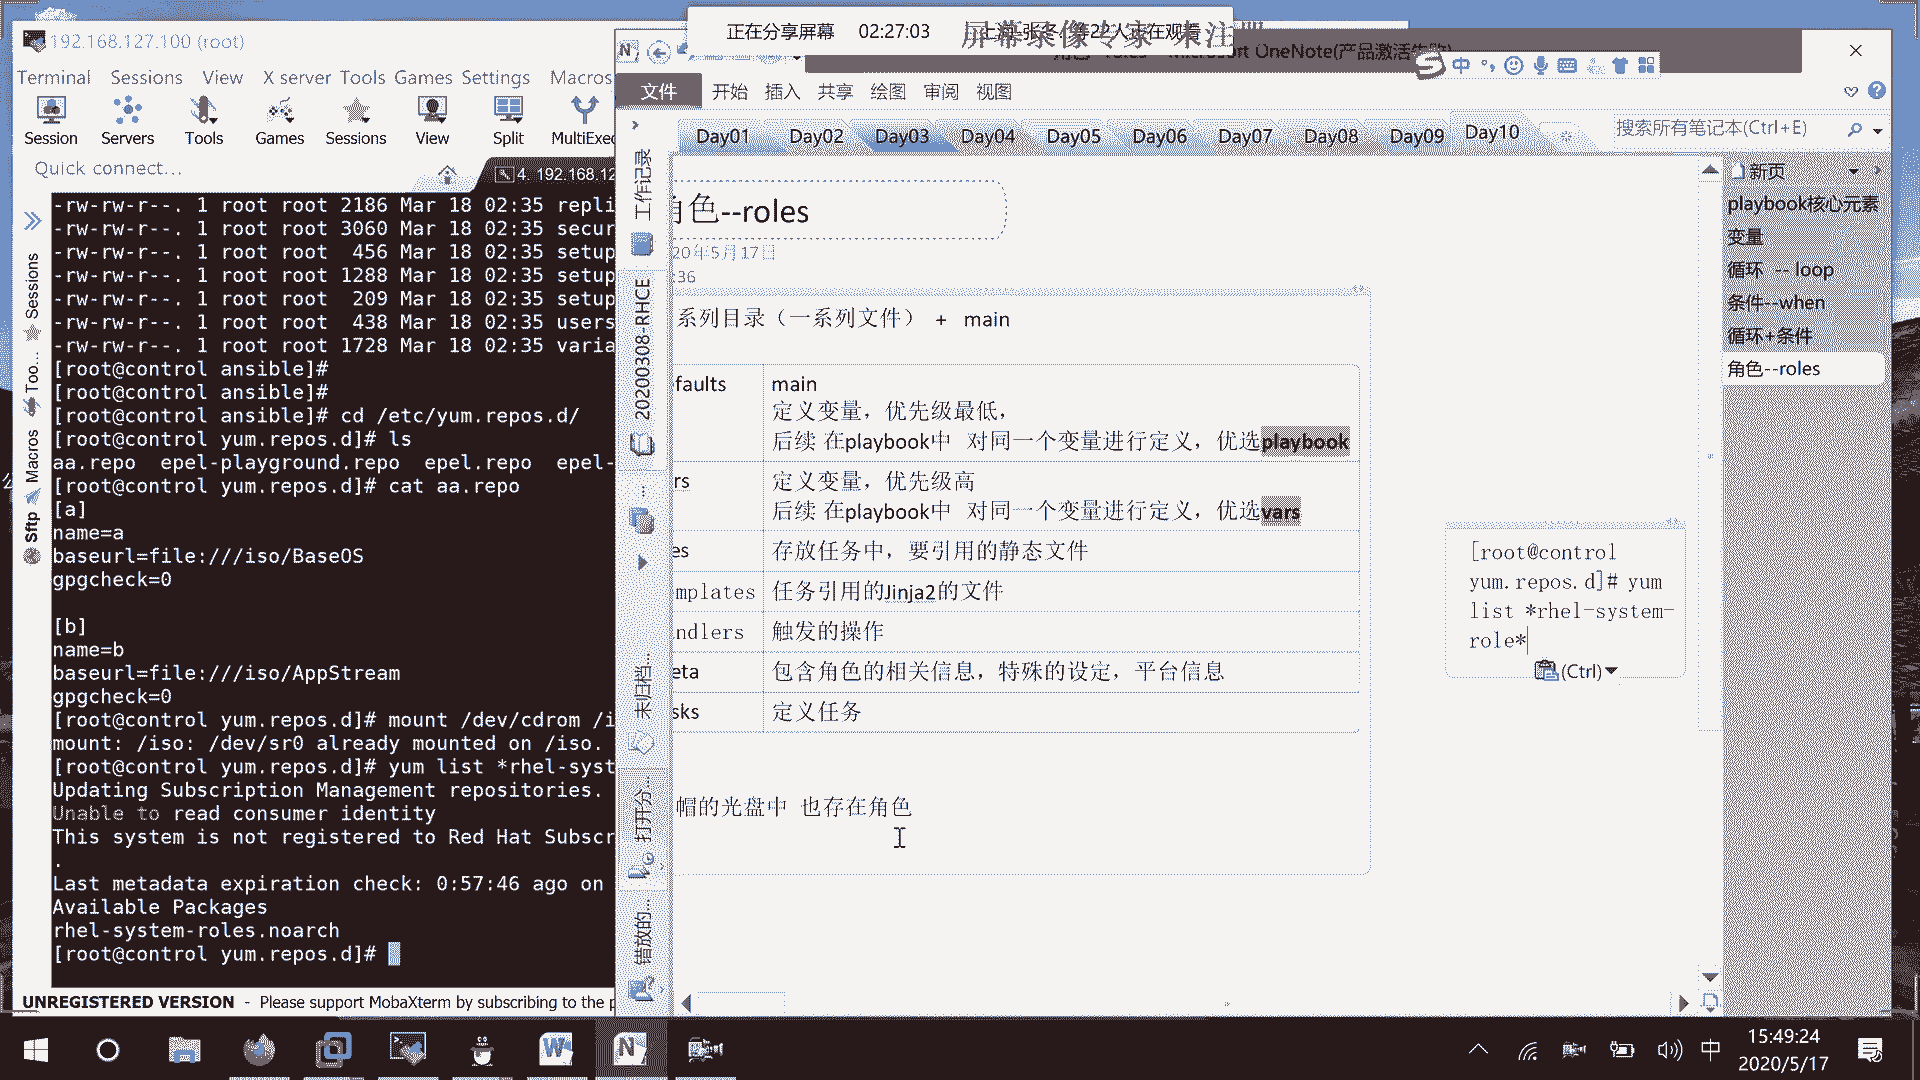 192.168.127.100 (root)
Terminal Sessions View X server Tools Games Settings Macros
Session Servers Tools Games Sessions View Split MultiExec
Quick connect...
4. 192.168.12
Sessions
Too...
Macros
Sftp
-rw-rw-r--. 1 root root 2186 Mar 18 02:35 repli
-rw-rw-r--. 1 root root 3060 Mar 18 02:35 secur
-rw-rw-r--. 1 root root  456 Mar 18 02:35 setup
-rw-rw-r--. 1 root root 1288 Mar 18 02:35 setup
-rw-rw-r--. 1 root root  209 Mar 18 02:35 setup
-rw-rw-r--. 1 root root  438 Mar 18 02:35 users
-rw-rw-r--. 1 root root 1728 Mar 18 02:35 varia
[root@control ansible]#
[root@control ansible]#
[root@control ansible]# cd /etc/yum.repos.d/
[root@control yum.repos.d]# ls
aa.repo  epel-playground.repo  epel.repo  epel-
[root@control yum.repos.d]# cat aa.repo
[a]
name=a
baseurl=file:///iso/BaseOS
gpgcheck=0
[b]
name=b
baseurl=file:///iso/AppStream
gpgcheck=0
[root@control yum.repos.d]# mount /dev/cdrom /i
mount: /iso: /dev/sr0 already mounted on /iso.
[root@control yum.repos.d]# yum list *rhel-syst
Updating Subscription Management repositories.
Unable to read consumer identity
This system is not registered to Red Hat Subscr
.
Last metadata expiration check: 0:57:46 ago on
Available Packages
rhel-system-roles.noarch
[root@control yum.repos.d]#
UNREGISTERED VERSION - Please support MobaXterm by subscribing to the p
正在分享屏幕 02:27:03
屏幕录像专家 未注
OneNote(产品激活失败)
中
文件 开始 插入 共享 绘图 审阅 视图
Day01 Day02 Day03 Day04 Day05 Day06 Day07 Day08 Day09 Day10
搜索所有笔记本(Ctrl+E)
工作记录
20200308-RHCE
未归档...
打开分...
错放的...
角色--roles
20年5月17日
:36
系列目录（一系列文件） + main
faults main
定义变量，优先级最低，
后续 在playbook中 对同一个变量进行定义，优选playbook
rs 定义变量，优先级高
后续 在playbook中 对同一个变量进行定义，优选vars
es 存放任务中，要引用的静态文件
mplates 任务引用的Jinja2的文件
ndlers 触发的操作
eta 包含角色的相关信息，特殊的设定，平台信息
sks 定义任务
帽的光盘中 也存在角色
[root@control
yum.repos.d]# yum
list *rhel-system-
role*
(Ctrl)
新页
playbook核心元素
变量
循环 -- loop
条件--when
循环+条件
角色--roles
中
15:49:24
2020/5/17